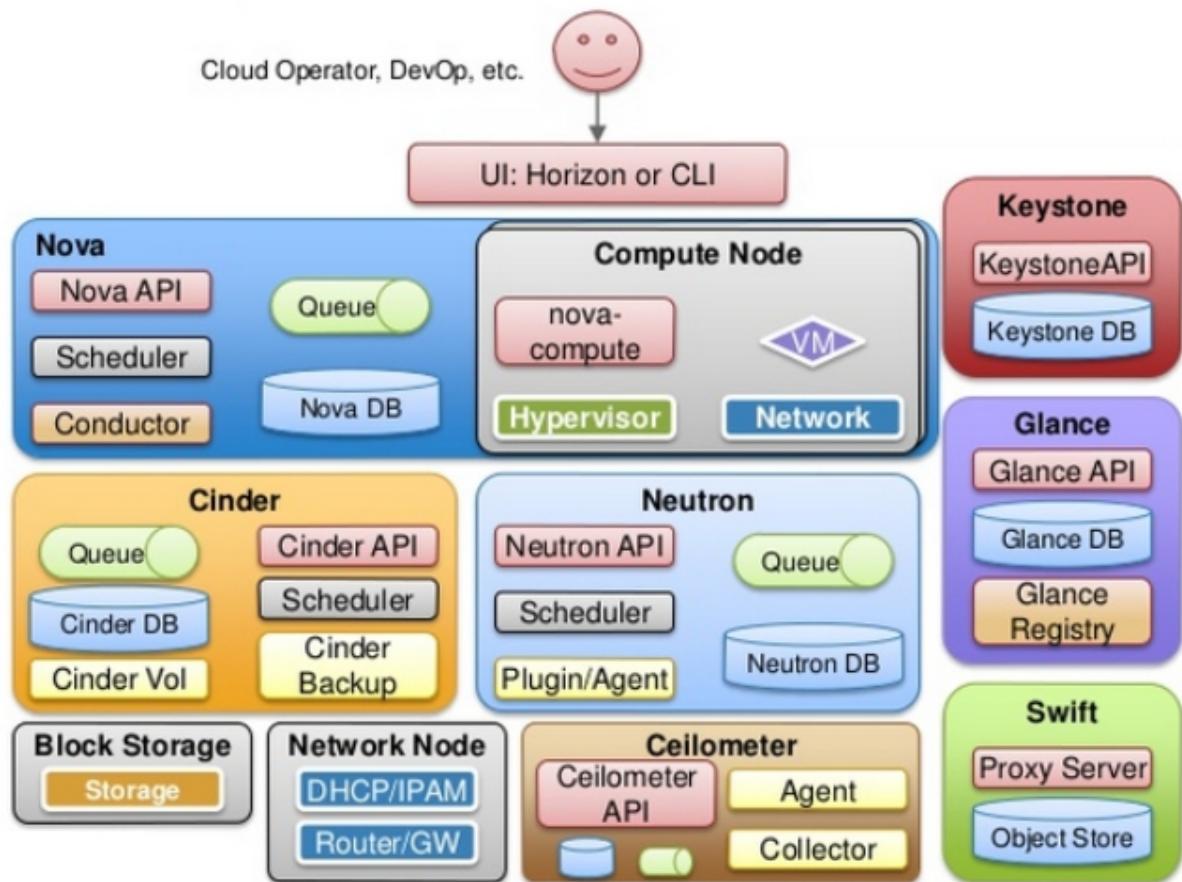 Cloud Operator, DevOp, etc.
UI: Horizon or CLI
Nova
Nova API
Queue
Scheduler
Nova DB
Conductor
Compute Node
nova-
compute
VM
Hypervisor
Network
Keystone
KeystoneAPI
Keystone DB
Cinder
Queue
Cinder API
Scheduler
Cinder DB
Cinder Vol
Cinder
Backup
Neutron
Neutron API
Queue
Scheduler
Neutron DB
Plugin/Agent
Glance
Glance API
Glance DB
Glance
Registry
Block Storage
Storage
Network Node
DHCP/IPAM
Router/GW
Ceilometer
Ceilometer
API
Agent
Collector
Swift
Proxy Server
Object Store